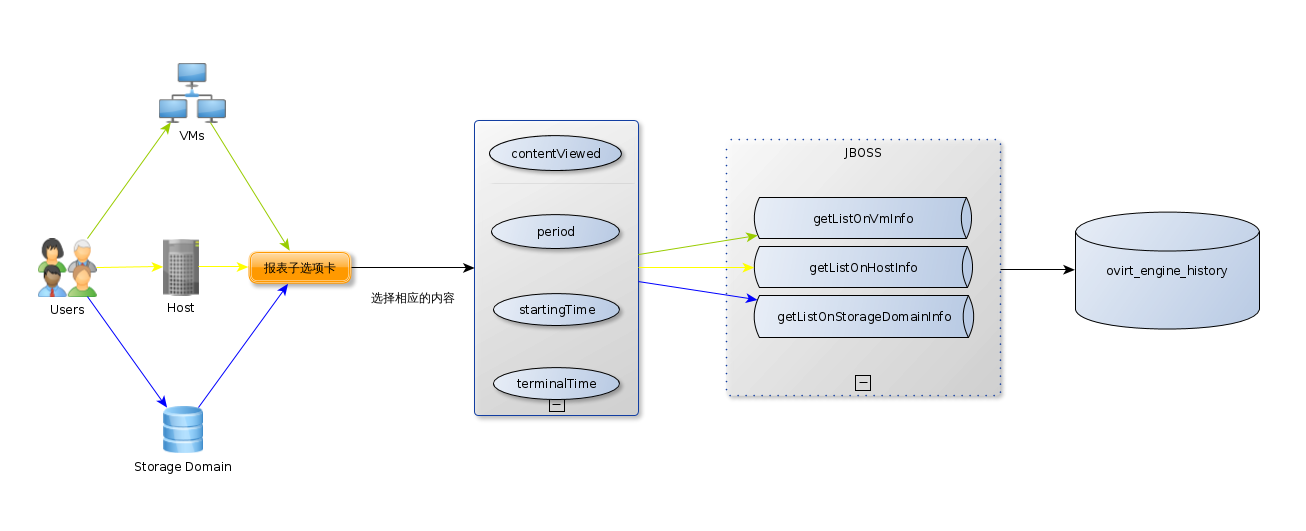 VMs
Users
Host
Storage Domain
报表子选项卡
选择相应的内容
contentViewed
period
startingTime
terminalTime
JBOSS
getListOnVmInfo
getListOnHostInfo
getListOnStorageDomainInfo
ovirt_engine_history